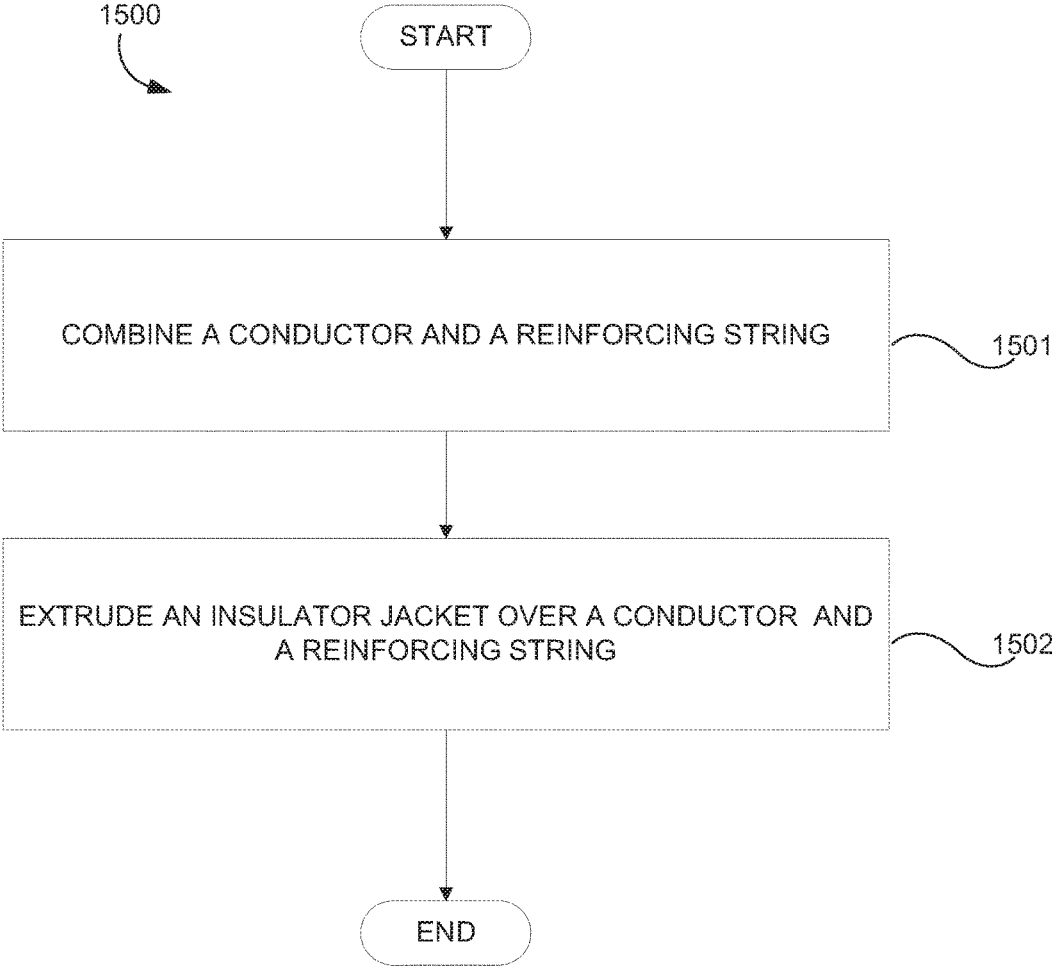 1500
START
COMBINE A CONDUCTOR AND A REINFORCING STRING
1501
EXTRUDE AN INSULATOR JACKET OVER A CONDUCTOR AND
A REINFORCING STRING
1502
END